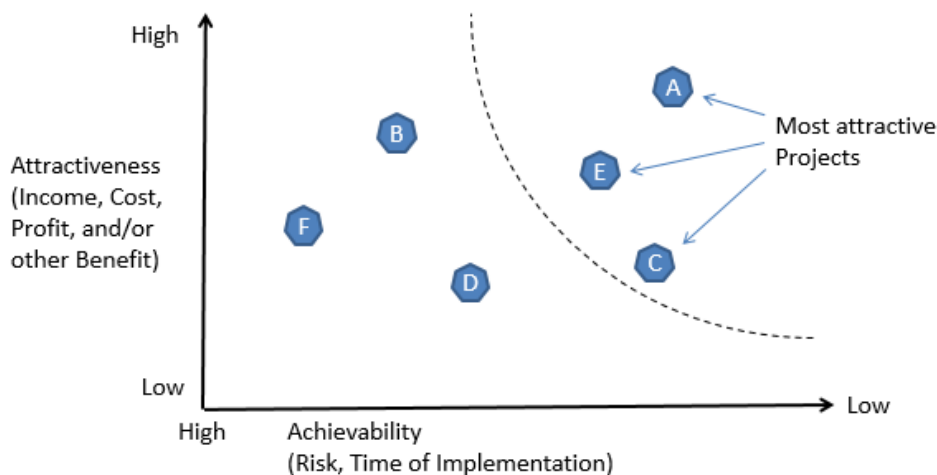 High
A
Most attractive
Projects
B
Attractiveness
(Income, Cost,
Profit, and/or
other Benefit)
E
F
C
D
Low
Low
High
Achievability
(Risk, Time of Implementation)